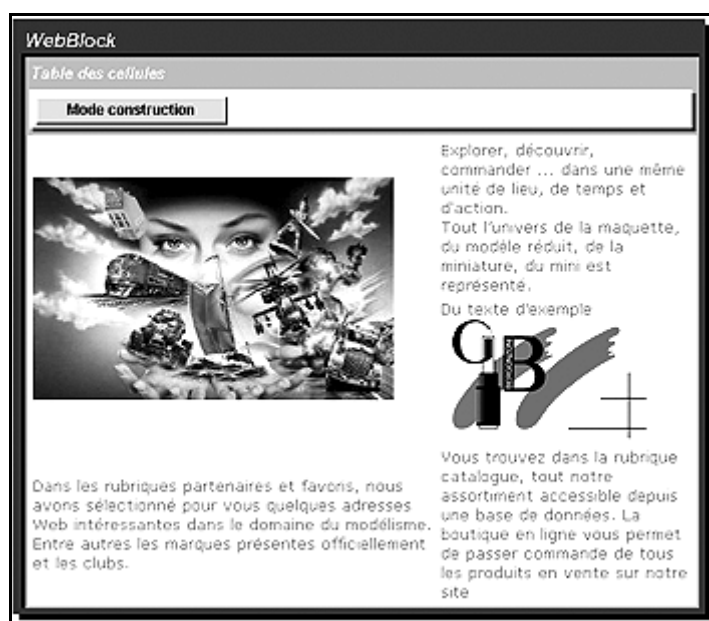 WebBlock
Table des cellules
Mode construction
Explorer, découvrir,
commander ... dans une même
unité de lieu, de temps et
d'action.
Tout l'univers de la maquette,
du modèle réduit, de la
miniature, du mini est
représenté.
Du texte d'exemple
GB
Vous trouvez dans la rubrique
catalogue, tout notre
assortiment accessible depuis
une base de données. La
boutique en ligne vous permet
de passer commande de tous
les produits en vente sur notre
site
Dans les rubriques partenaires et favoris, nous
avons sélectionné pour vous quelques adresses
Web intéressantes dans le domaine du modélisme.
Entre autres les marques présentes officiellement
et les clubs.